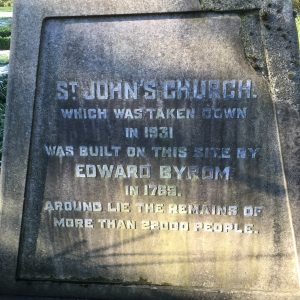 ST JOHN'S CHURCH.
WHICH WAS TAKEN DOWN
IN 1931
WAS BUILT ON THIS SITE BY
EDWARD BYROM
IN 1769.
AROUND LIE THE REMAINS OF
MORE THAN 22000 PEOPLE.